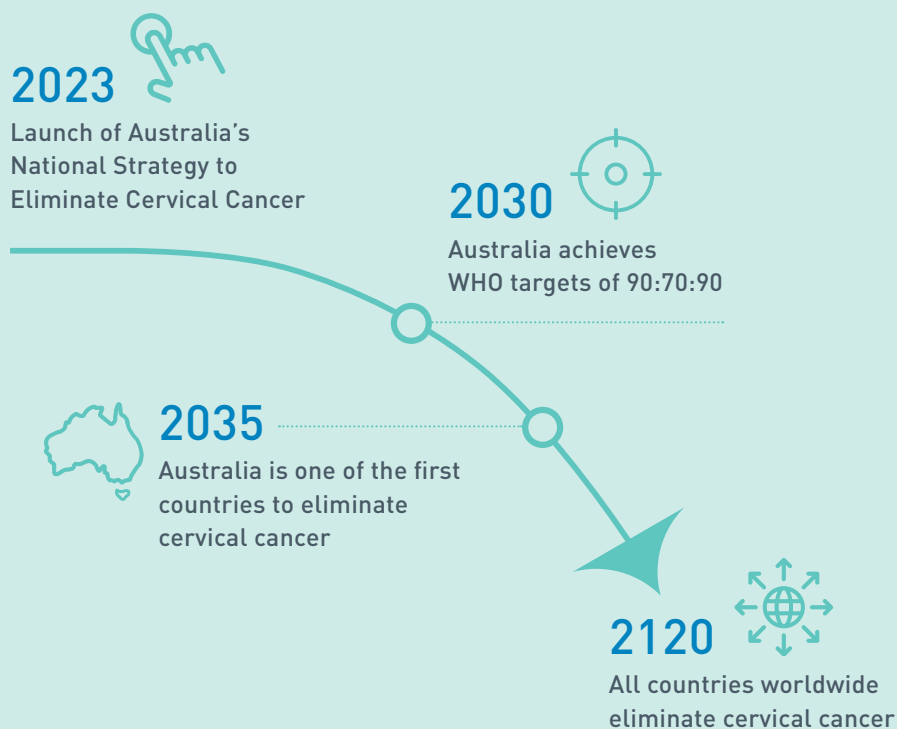 2023
Launch of Australia’s
National Strategy to
Eliminate Cervical Cancer
2030
Australia achieves
WHO targets of 90:70:90
2035
Australia is one of the first
countries to eliminate
cervical cancer
2120
All countries worldwide
eliminate cervical cancer